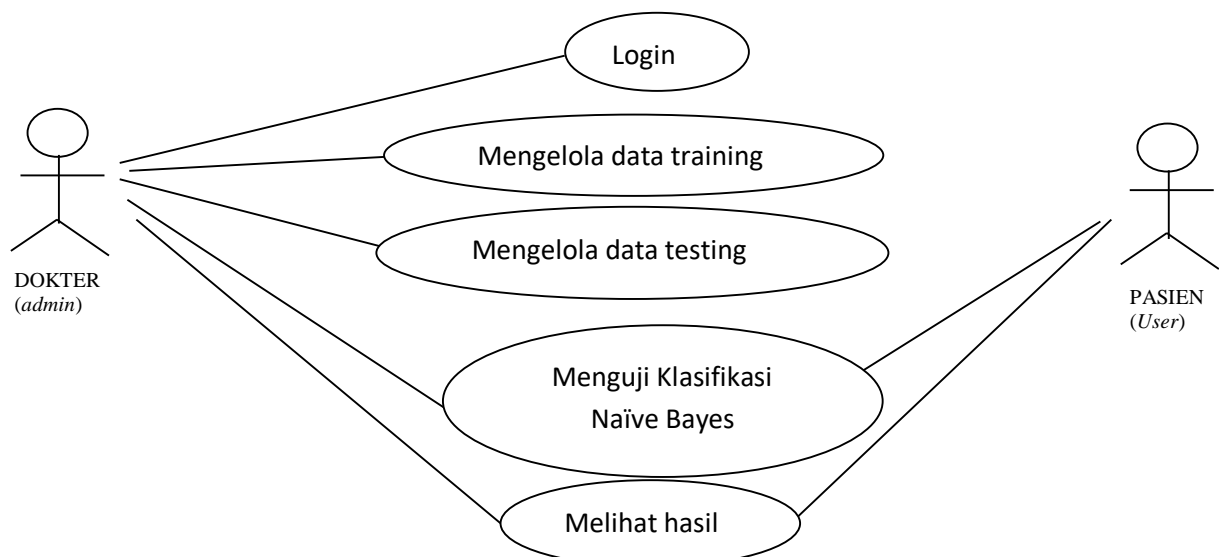 Login
Mengelola data training
Mengelola data testing
DOKTER
(admin)
PASIEN
(User)
Menguji Klasifikasi
Naïve Bayes
Melihat hasil